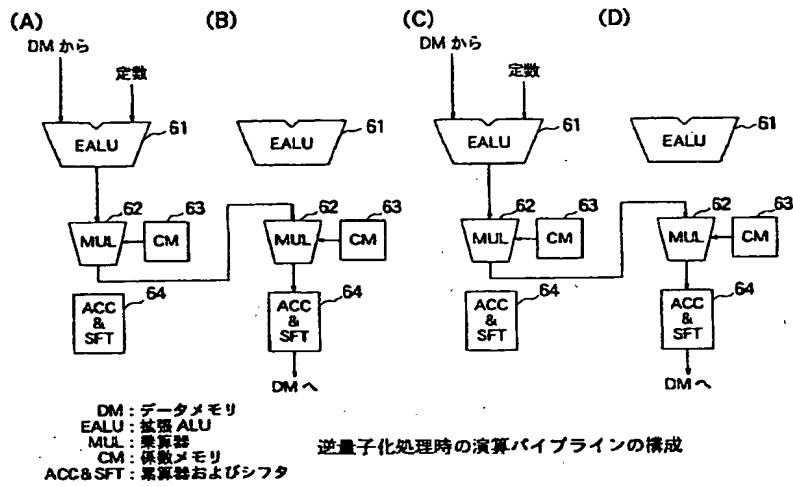 (A)
(B)
(C)
(D)
DM から
定数
EALU
61
MUL
62
CM
63
ACC
&
SFT
64
EALU
61
MUL
62
CM
63
ACC
&
SFT
64
DM へ
DM から
定数
EALU
61
MUL
62
CM
63
ACC
&
SFT
64
EALU
61
MUL
62
CM
63
ACC
&
SFT
64
DM へ
DM : データメモリ
EALU : 拡張 ALU
MUL : 乗算器
CM : 係数メモリ
ACC&SFT : 累算器およびシフタ
逆量子化処理時の演算パイプラインの構成